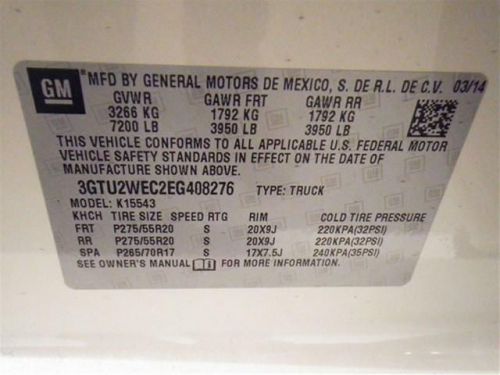 GM MFD BY GENERAL MOTORS DE MEXICO, S. DE R.L. DE C.V. 03/14
GVWR GAWR FRT GAWR RR
3266 KG 1792 KG 1792 KG
7200 LB 3950 LB 3950 LB
THIS VEHICLE CONFORMS TO ALL APPLICABLE U.S. FEDERAL MOTOR
VEHICLE SAFETY STANDARDS IN EFFECT ON THE DATE OF
MANUFACTURE SHOWN ABOVE.
3GTU2WEC2EG408276 TYPE: TRUCK
MODEL: K15543
KHCH TIRE SIZE SPEED RTG RIM COLD TIRE PRESSURE
FRT P275/55R20 S 20X9J 220KPA(32PSI)
RR P275/55R20 S 20X9J 220KPA(32PSI)
SPA P265/70R17 S 17X7.5J 240KPA(35PSI)
SEE OWNER'S MANUAL FOR MORE INFORMATION